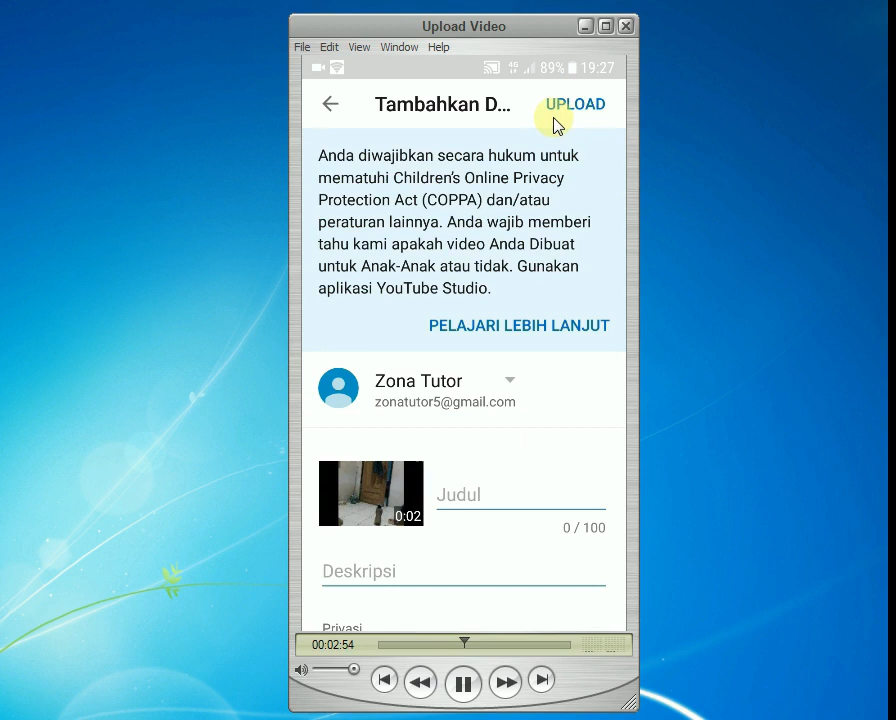 Upload Video
File Edit View Window Help
4G 89% 19:27
Tambahkan D... UPLOAD
Anda diwajibkan secara hukum untuk
mematuhi Children's Online Privacy
Protection Act (COPPA) dan/atau
peraturan lainnya. Anda wajib memberi
tahu kami apakah video Anda Dibuat
untuk Anak-Anak atau tidak. Gunakan
aplikasi YouTube Studio.
PELAJARI LEBIH LANJUT
Zona Tutor
zonatutor5@gmail.com
0:02
Judul
0 / 100
Deskripsi
Privasi
00:02:54